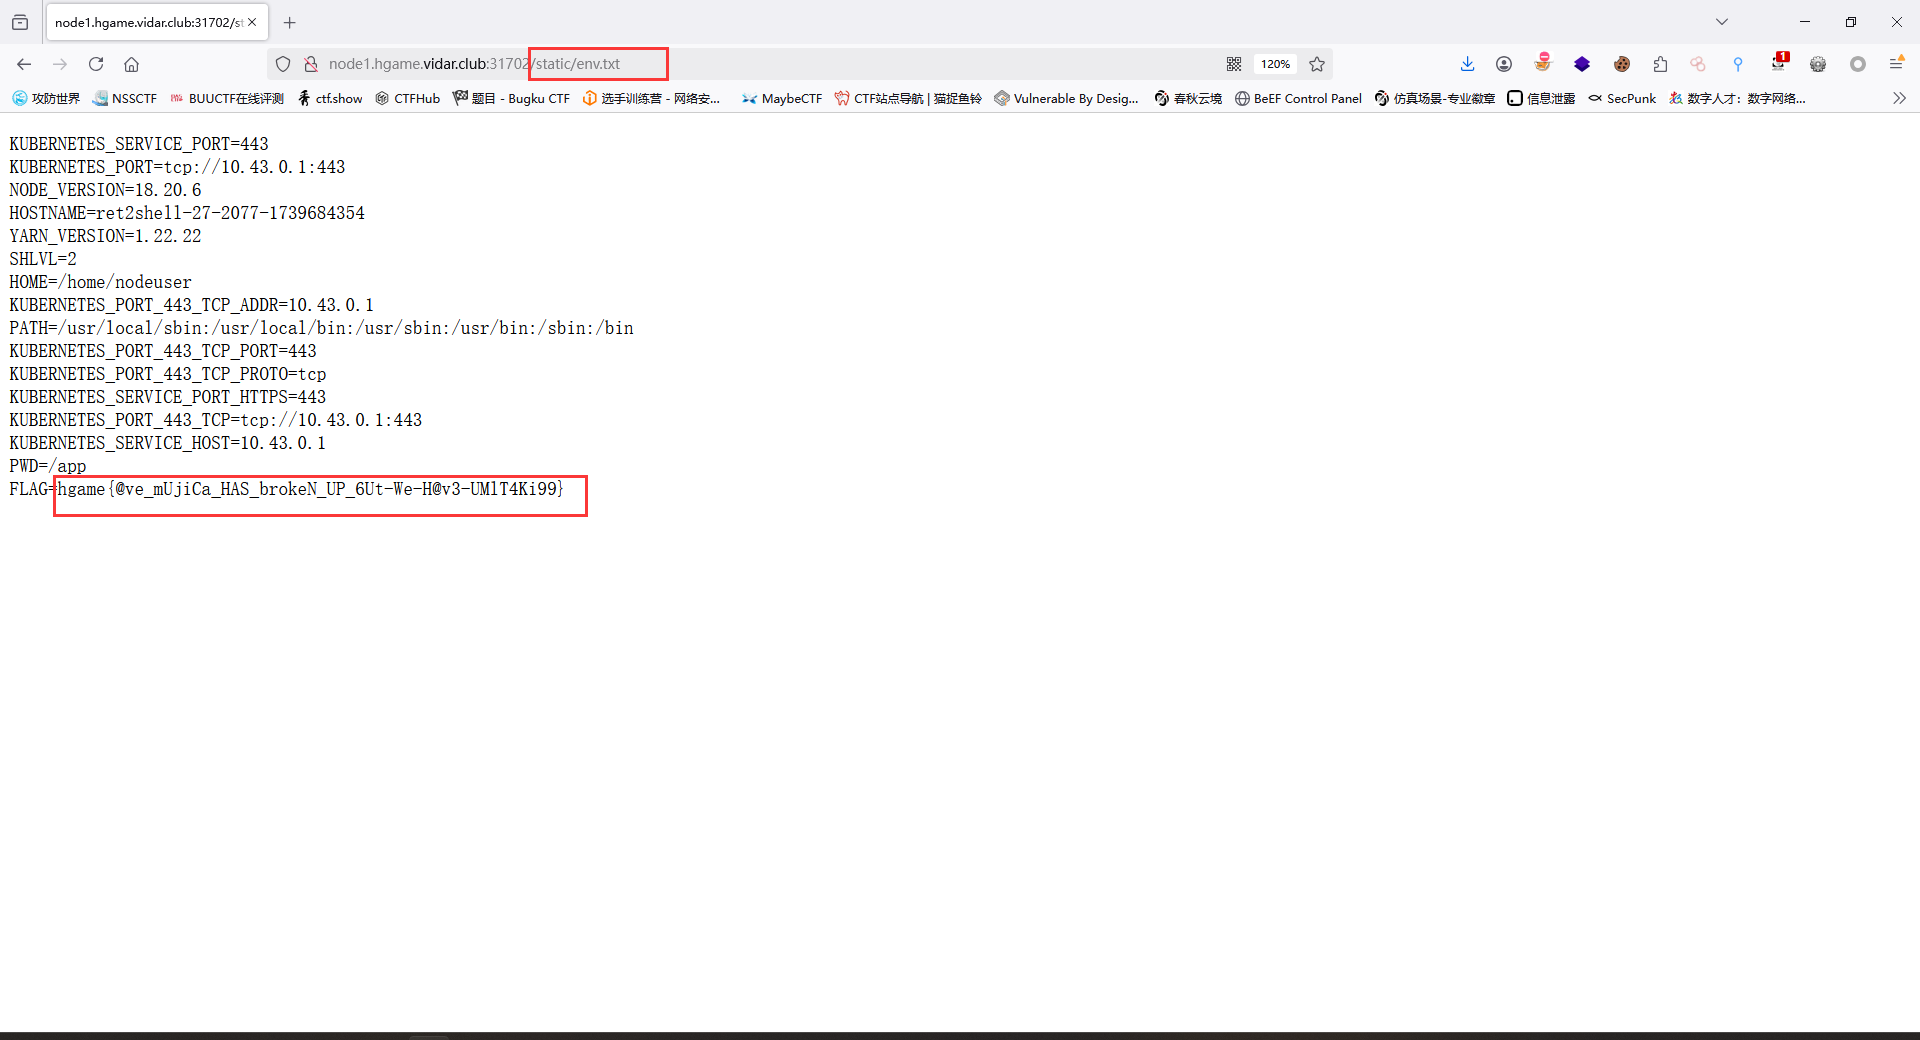 node1.hgame.vidar.club:31702/st
node1.hgame.vidar.club:31702/static/env.txt
120%
1
攻防世界 NSSCTF BUUCTF在线评测 ctf.show CTFHub 题目 - Bugku CTF 选手训练营 - 网络安... MaybeCTF CTF站点导航 | 猫捉鱼铃 Vulnerable By Desig... 春秋云境 BeEF Control Panel 仿真场景-专业徽章 信息泄露 SecPunk 数字人才：数字网络...
KUBERNETES_SERVICE_PORT=443
KUBERNETES_PORT=tcp://10.43.0.1:443
NODE_VERSION=18.20.6
HOSTNAME=ret2shell-27-2077-1739684354
YARN_VERSION=1.22.22
SHLVL=2
HOME=/home/nodeuser
KUBERNETES_PORT_443_TCP_ADDR=10.43.0.1
PATH=/usr/local/sbin:/usr/local/bin:/usr/sbin:/usr/bin:/sbin:/bin
KUBERNETES_PORT_443_TCP_PORT=443
KUBERNETES_PORT_443_TCP_PROTO=tcp
KUBERNETES_SERVICE_PORT_HTTPS=443
KUBERNETES_PORT_443_TCP=tcp://10.43.0.1:443
KUBERNETES_SERVICE_HOST=10.43.0.1
PWD=/app
FLAG=hgame{@ve_mUjiCa_HAS_brokeN_UP_6Ut-We-H@v3-UMlT4Ki99}